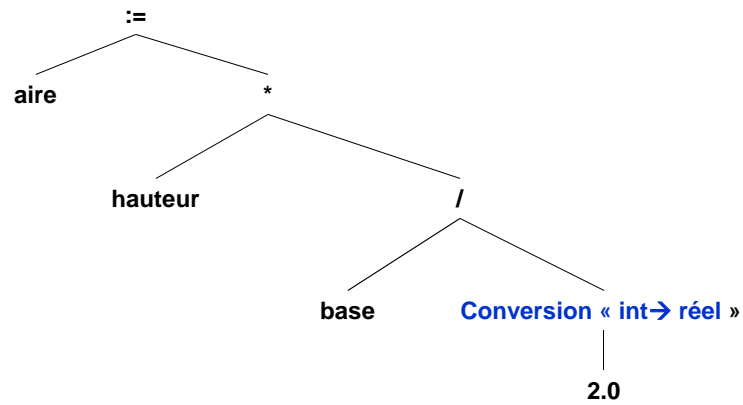 :=
aire *
hauteur /
base Conversion « int→ réel »
2.0